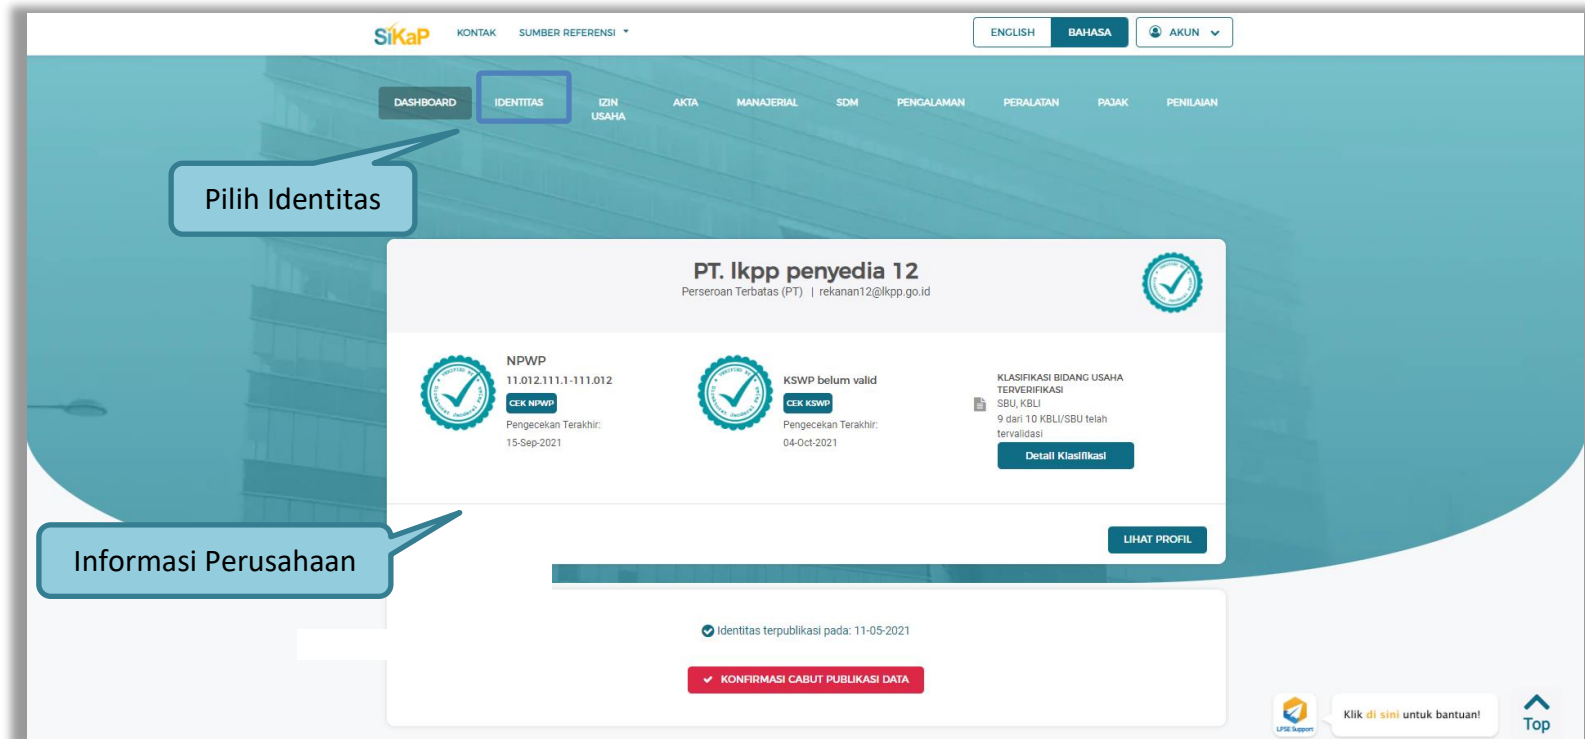 SiKaP
KONTAK
SUMBER REFERENSI
ENGLISH
BAHASA
AKUN
DASHBOARD
IDENTITAS
IZIN
USAHA
AKTA
MANAJERIAL
SDM
PENGALAMAN
PERALATAN
PAJAK
PENILAIAN
Pilih Identitas
PT. lkpp penyedia 12
Perseroan Terbatas (PT) | rekanan12@lkpp.go.id
NPWP
11.012.111.1-111.012
CEK NPWP
Pengecekan Terakhir:
15-Sep-2021
KSWP belum valid
CEK KSWP
Pengecekan Terakhir:
04-Oct-2021
KLASIFIKASI BIDANG USAHA
TERVERIFIKASI
SBU, KBLI
9 dari 10 KBLI/SBU telah
tervalidasi
Detail Klasifikasi
Informasi Perusahaan
LIHAT PROFIL
Identitas terpublikasi pada: 11-05-2021
KONFIRMASI CABUT PUBLIKASI DATA
LPSE Support
Klik di sini untuk bantuan!
Top